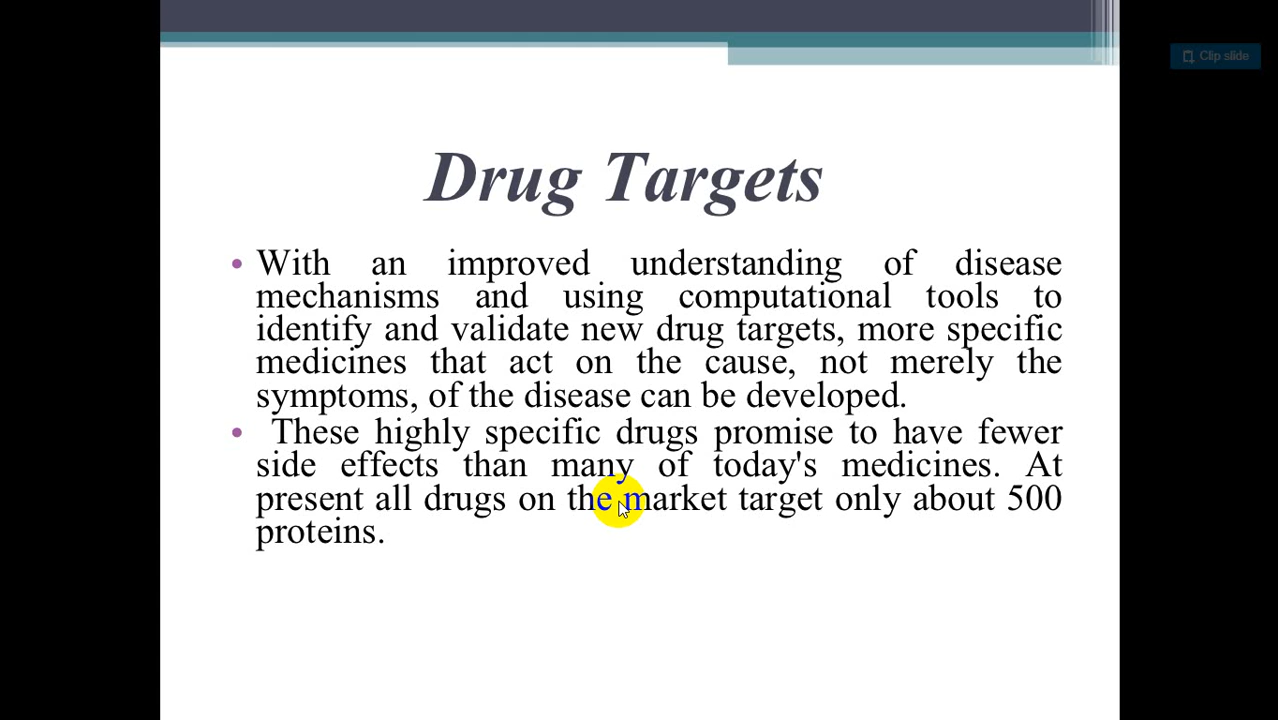 Clip slide
Drug Targets
• With an improved understanding of disease
mechanisms and using computational tools to
identify and validate new drug targets, more specific
medicines that act on the cause, not merely the
symptoms, of the disease can be developed.
• These highly specific drugs promise to have fewer
side effects than many of today's medicines. At
present all drugs on the market target only about 500
proteins.